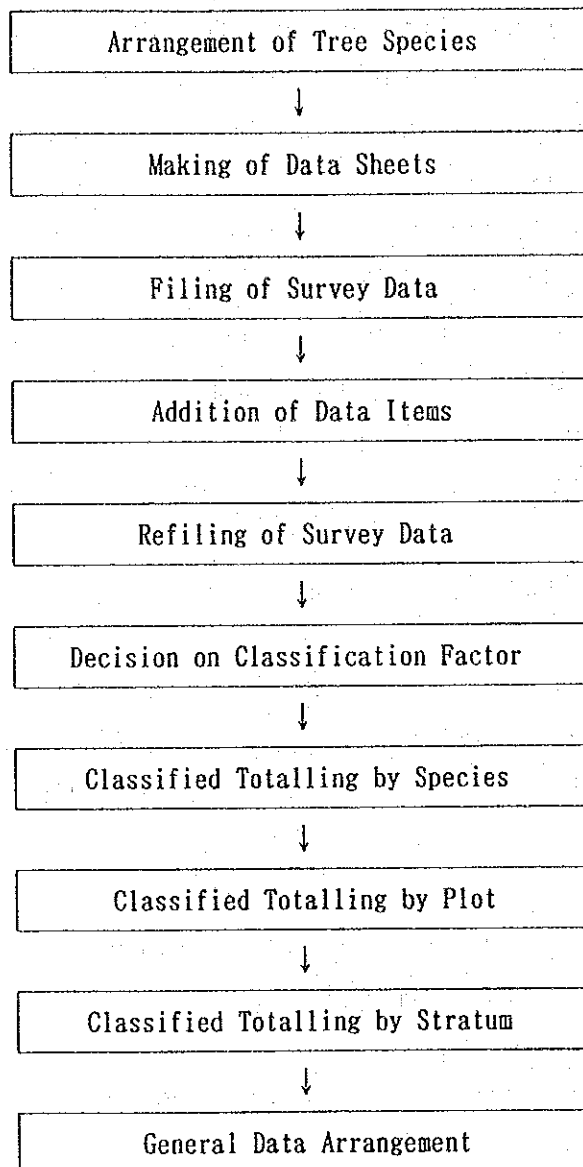 Arrangement of Tree Species
↓
Making of Data Sheets
↓
Filing of Survey Data
↓
Addition of Data Items
↓
Refiling of Survey Data
↓
Decision on Classification Factor
↓
Classified Totalling by Species
↓
Classified Totalling by Plot
↓
Classified Totalling by Stratum
↓
General Data Arrangement